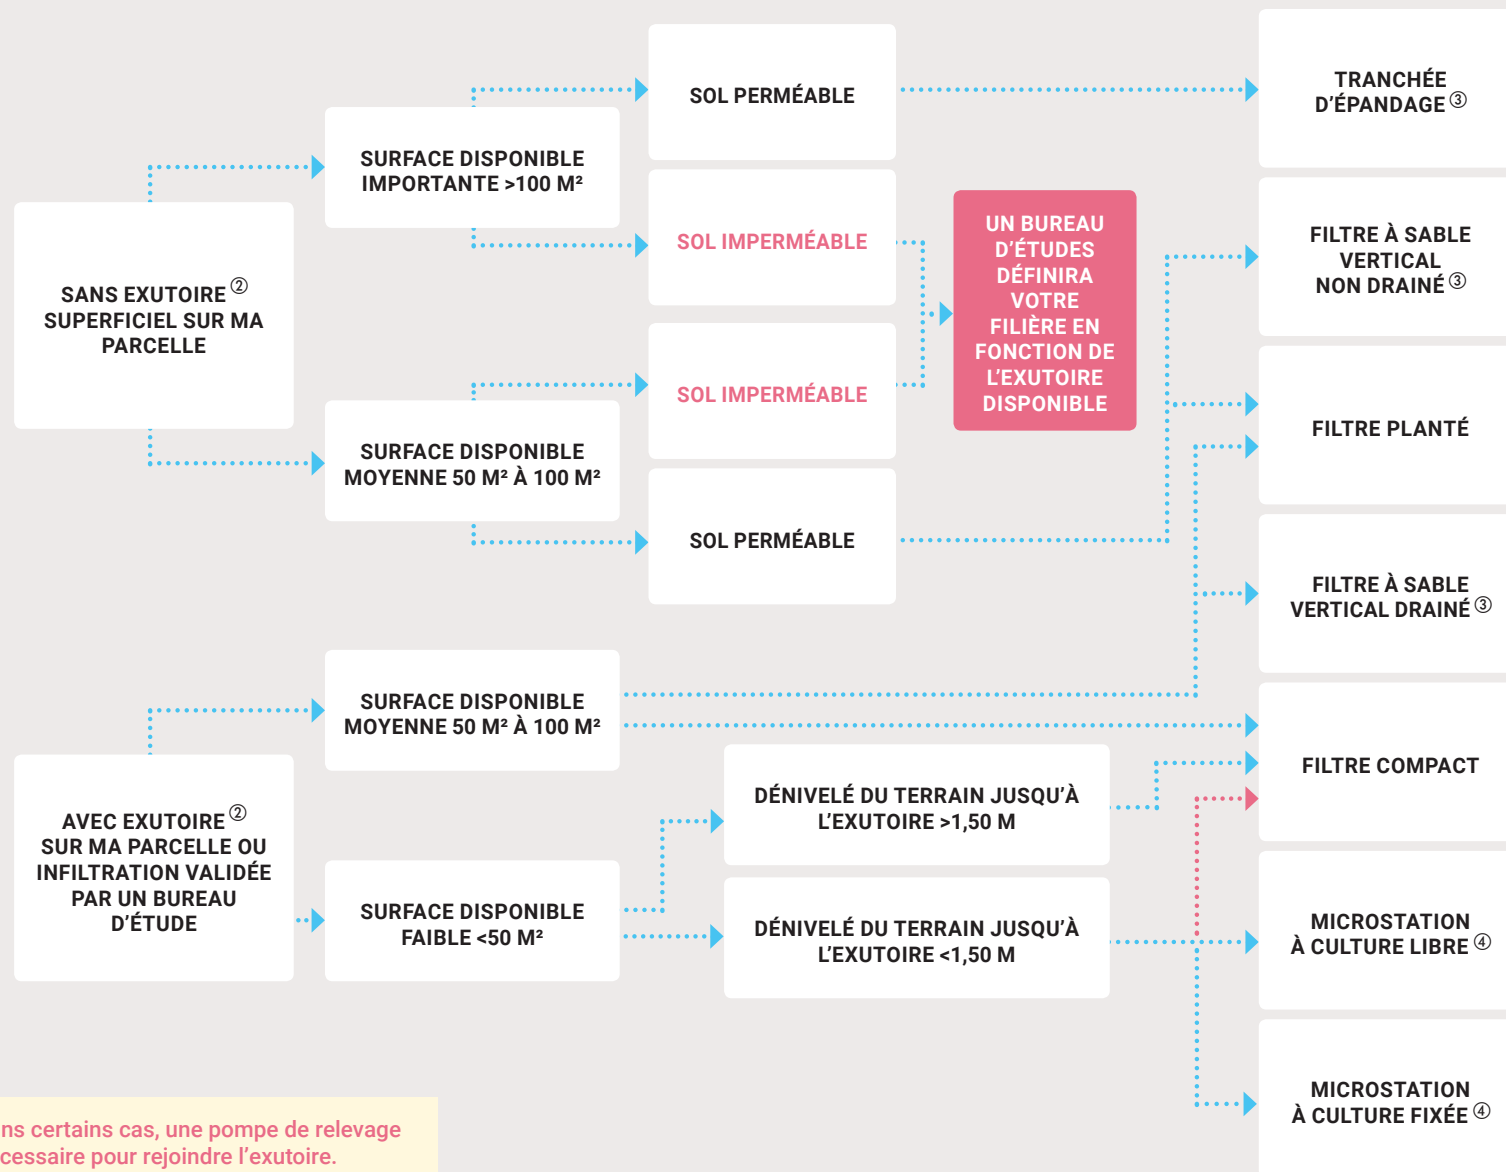 SANS EXUTOIRE ②
SUPERFICIEL SUR MA
PARCELLE
SURFACE DISPONIBLE
IMPORTANTE >100 M²
SURFACE DISPONIBLE
MOYENNE 50 M² À 100 M²
SOL PERMÉABLE
SOL IMPERMÉABLE
SOL IMPERMÉABLE
SOL PERMÉABLE
UN BUREAU
D’ÉTUDES
DÉFINIRA
VOTRE
FILIÈRE EN
FONCTION DE
L’EXUTOIRE
DISPONIBLE
AVEC EXUTOIRE ②
SUR MA PARCELLE OU
INFILTRATION VALIDÉE
PAR UN BUREAU
D’ÉTUDE
SURFACE DISPONIBLE
MOYENNE 50 M² À 100 M²
SURFACE DISPONIBLE
FAIBLE <50 M²
DÉNIVELÉ DU TERRAIN JUSQU’À
L’EXUTOIRE >1,50 M
DÉNIVELÉ DU TERRAIN JUSQU’À
L’EXUTOIRE <1,50 M
TRANCHÉE
D’ÉPANDAGE ③
FILTRE À SABLE
VERTICAL
NON DRAINÉ ③
FILTRE PLANTÉ
FILTRE À SABLE
VERTICAL DRAINÉ ③
FILTRE COMPACT
MICROSTATION
À CULTURE LIBRE ④
MICROSTATION
À CULTURE FIXÉE ④
ns certains cas, une pompe de relevage
cessaire pour rejoindre l’exutoire.